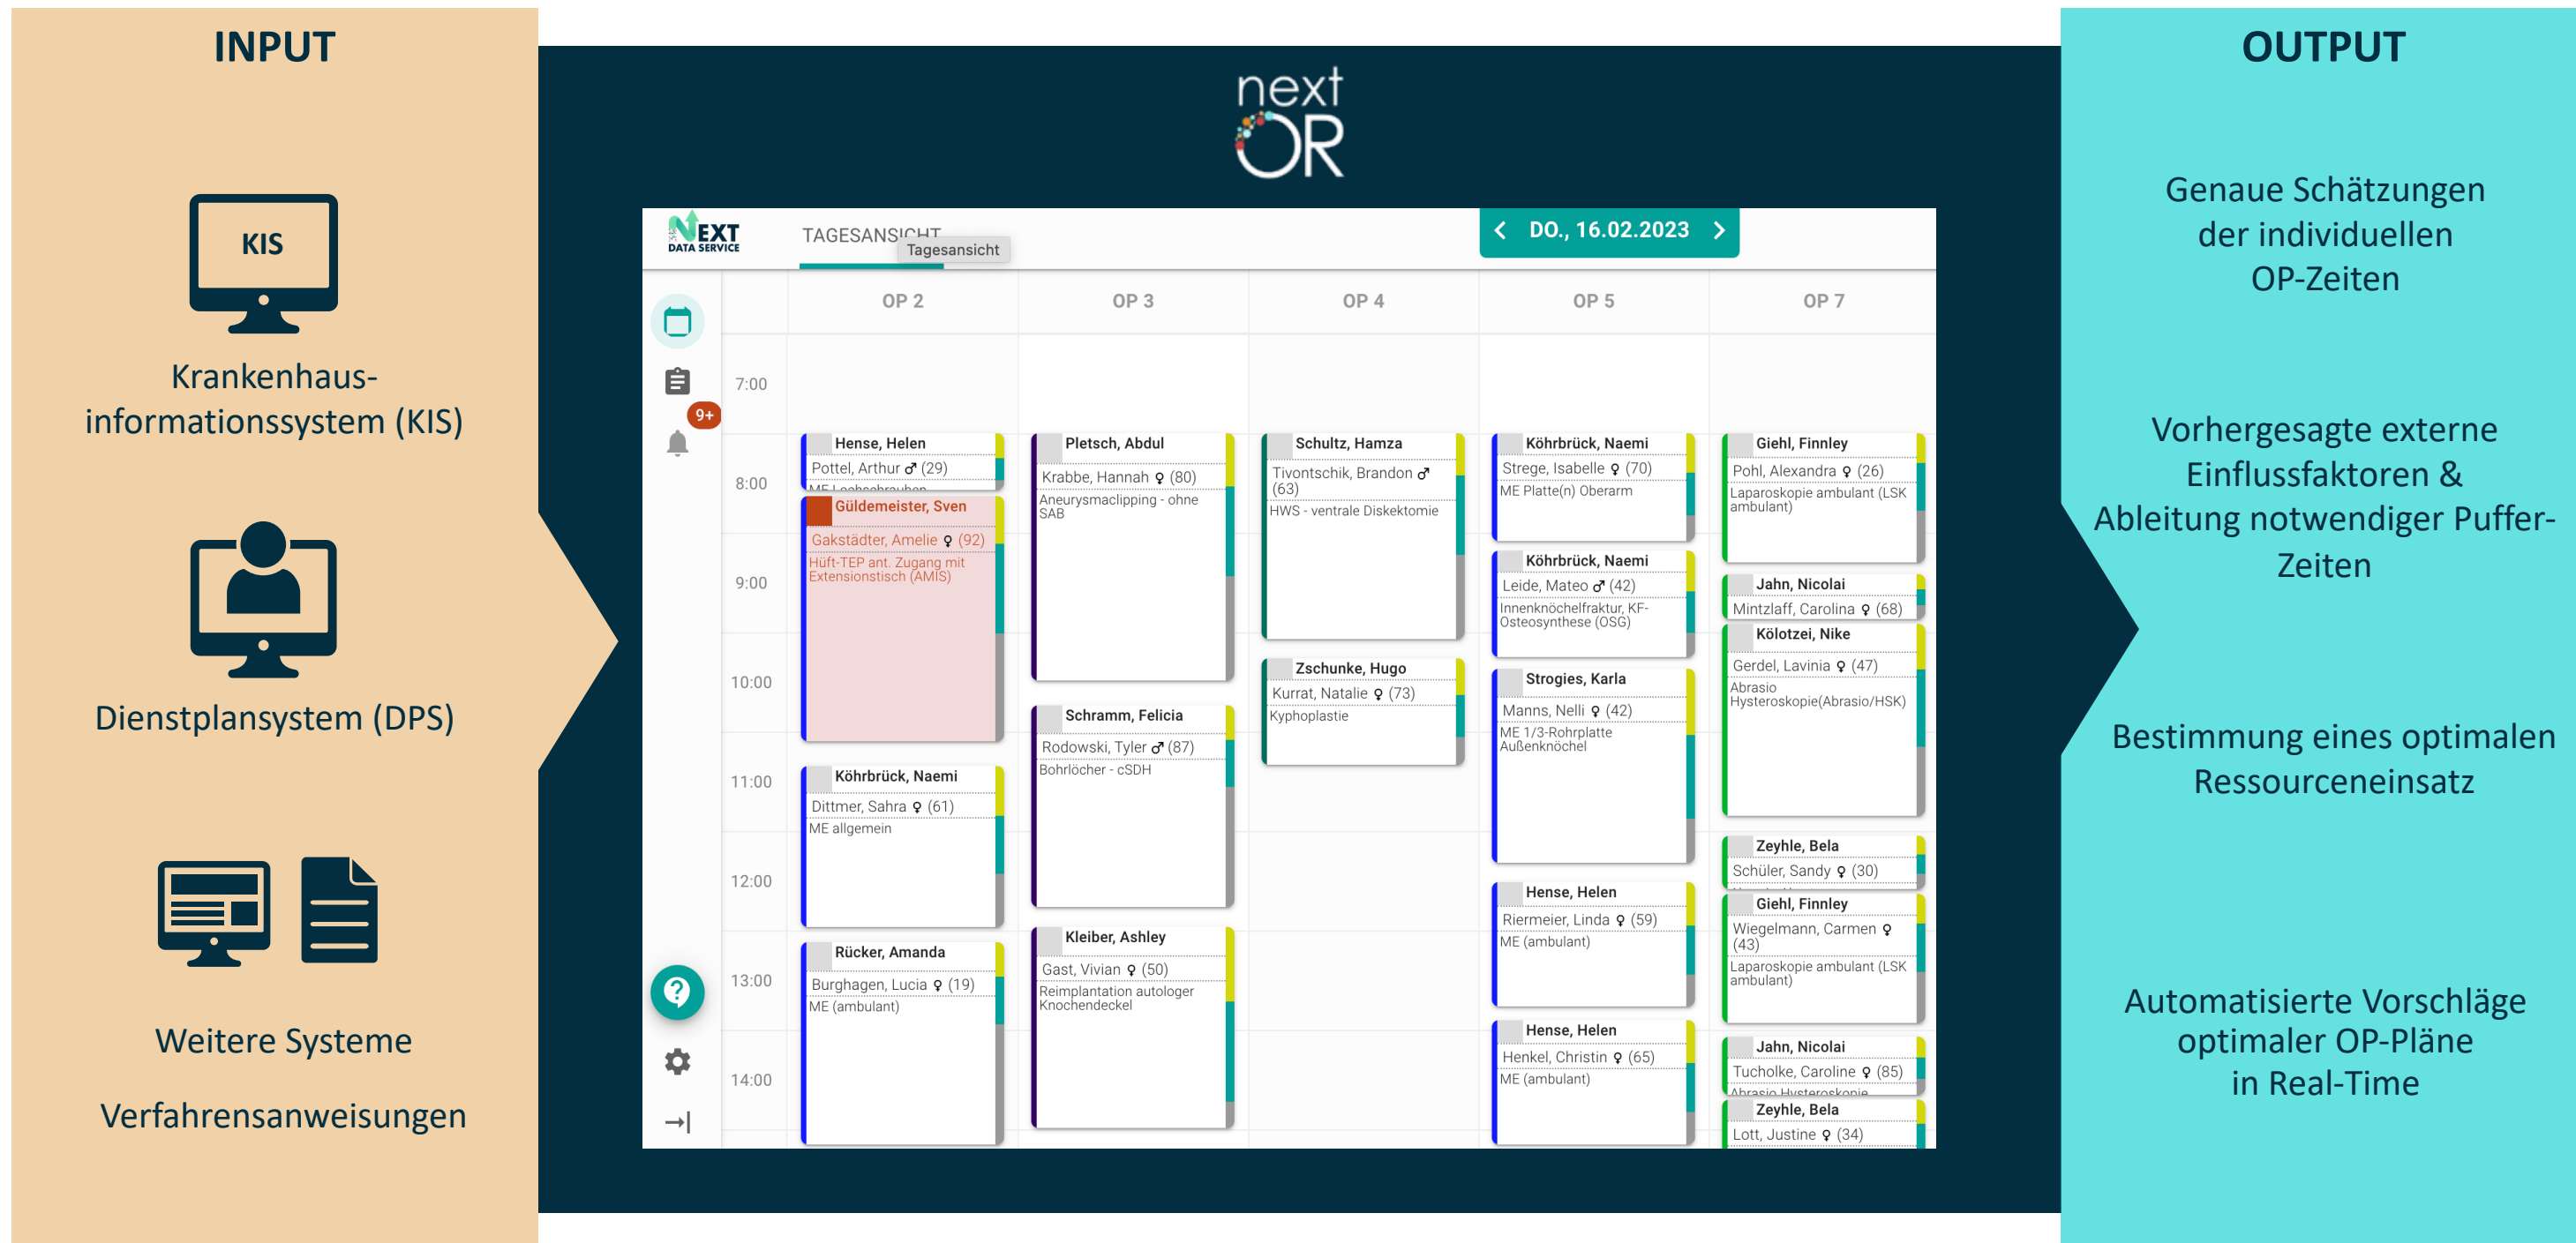 INPUT
KIS
Krankenhaus-
informationssystem (KIS)
Dienstplansystem (DPS)
Weitere Systeme
Verfahrensanweisungen
next
OR
NEXT
DATA SERVICE
TAGESANSICHT
Tagesansicht
DO., 16.02.2023
OP 2
OP 3
OP 4
OP 5
OP 7
9+
7:00
8:00
9:00
10:00
11:00
12:00
13:00
14:00
Hense, Helen
Pottel, Arthur ♂ (29)
ME Lochschrauben
Güldemeister, Sven
Gakstädter, Amelie ♀ (92)
Hüft-TEP ant. Zugang mit
Extensionstisch (AMIS)
Köhrbrück, Naemi
Dittmer, Sahra ♀ (61)
ME allgemein
Rücker, Amanda
Burghagen, Lucia ♀ (19)
ME (ambulant)
Pletsch, Abdul
Krabbe, Hannah ♀ (80)
Aneurysmaclipping - ohne
SAB
Schramm, Felicia
Rodowski, Tyler ♂ (87)
Bohrlöcher - cSDH
Kleiber, Ashley
Gast, Vivian ♀ (50)
Reimplantation autologer
Knochendeckel
Schultz, Hamza
Tivontschik, Brandon ♂
(63)
HWS - ventrale Diskektomie
Zschunke, Hugo
Kurrat, Natalie ♀ (73)
Kyphoplastie
Köhrbrück, Naemi
Strege, Isabelle ♀ (70)
ME Platte(n) Oberarm
Köhrbrück, Naemi
Leide, Mateo ♂ (42)
Innenknöchelfraktur, KF-
Osteosynthese (OSG)
Strogies, Karla
Manns, Nelli ♀ (42)
ME 1/3-Rohrplatte
Außenknöchel
Hense, Helen
Riermeier, Linda ♀ (59)
ME (ambulant)
Hense, Helen
Henkel, Christin ♀ (65)
ME (ambulant)
Giehl, Finnley
Pohl, Alexandra ♀ (26)
Laparoskopie ambulant (LSK
ambulant)
Jahn, Nicolai
Mintzlaff, Carolina ♀ (68)
Kölotzei, Nike
Gerdel, Lavinia ♀ (47)
Abrasio
Hysteroskopie(Abrasio/HSK)
Zeyhle, Bela
Schüler, Sandy ♀ (30)
Giehl, Finnley
Wiegelmann, Carmen ♀
(43)
Laparoskopie ambulant (LSK
ambulant)
Jahn, Nicolai
Tucholke, Caroline ♀ (85)
Abrasio Hysteroskopie
Zeyhle, Bela
Lott, Justine ♀ (34)
OUTPUT
Genaue Schätzungen
der individuellen
OP-Zeiten
Vorhergesagte externe
Einflussfaktoren &
Ableitung notwendiger Puffer-
Zeiten
Bestimmung eines optimalen
Ressourceneinsatz
Automatisierte Vorschläge
optimaler OP-Pläne
in Real-Time